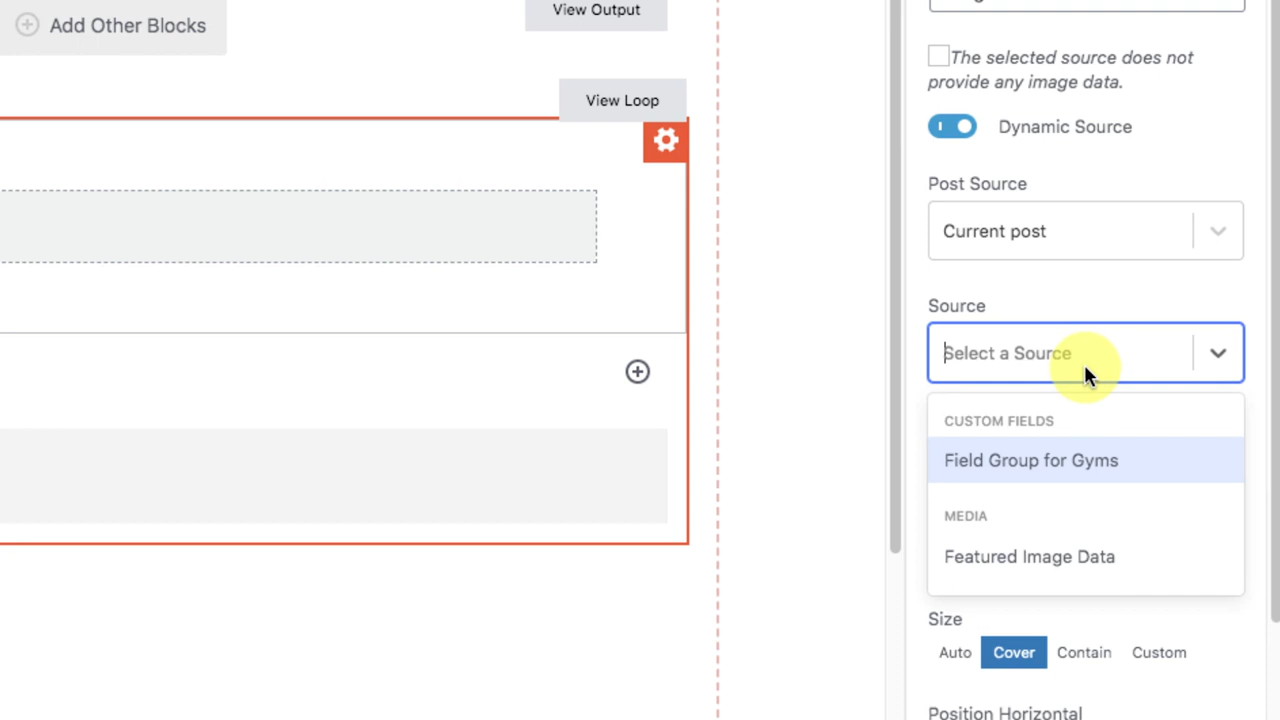 View Output
Add Other Blocks
The selected source does not
provide any image data.
View Loop
Dynamic Source
Post Source
Current post
Source
Select a Source
CUSTOM FIELDS
Field Group for Gyms
MEDIA
Featured Image Data
Size
Auto Cover Contain Custom
Position Horizontal